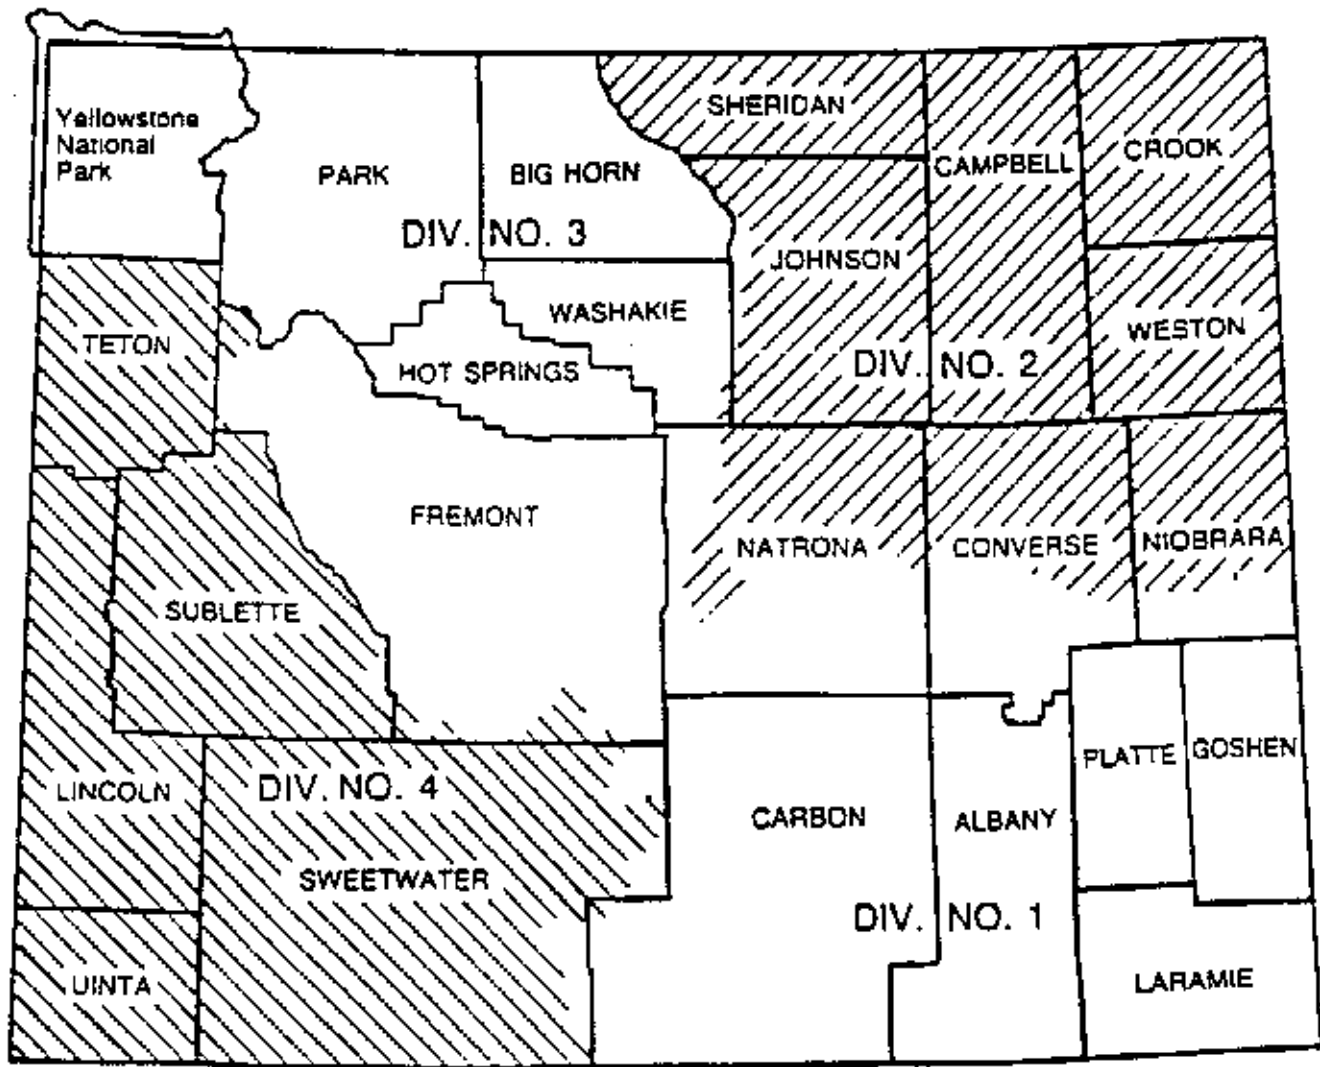 Yellowstone
National
Park
PARK
BIG HORN
SHERIDAN
CAMPBELL
CROOK
DIV. NO. 3
JOHNSON
TETON
WASHAKIE
WESTON
HOT SPRINGS
DIV. NO. 2
FREMONT
NATRONA
CONVERSE
NIOBRARA
SUBLETTE
LINCOLN
DIV. NO. 4
PLATTE
GOSHEN
CARBON
ALBANY
SWEETWATER
DIV. NO. 1
UINTA
LARAMIE